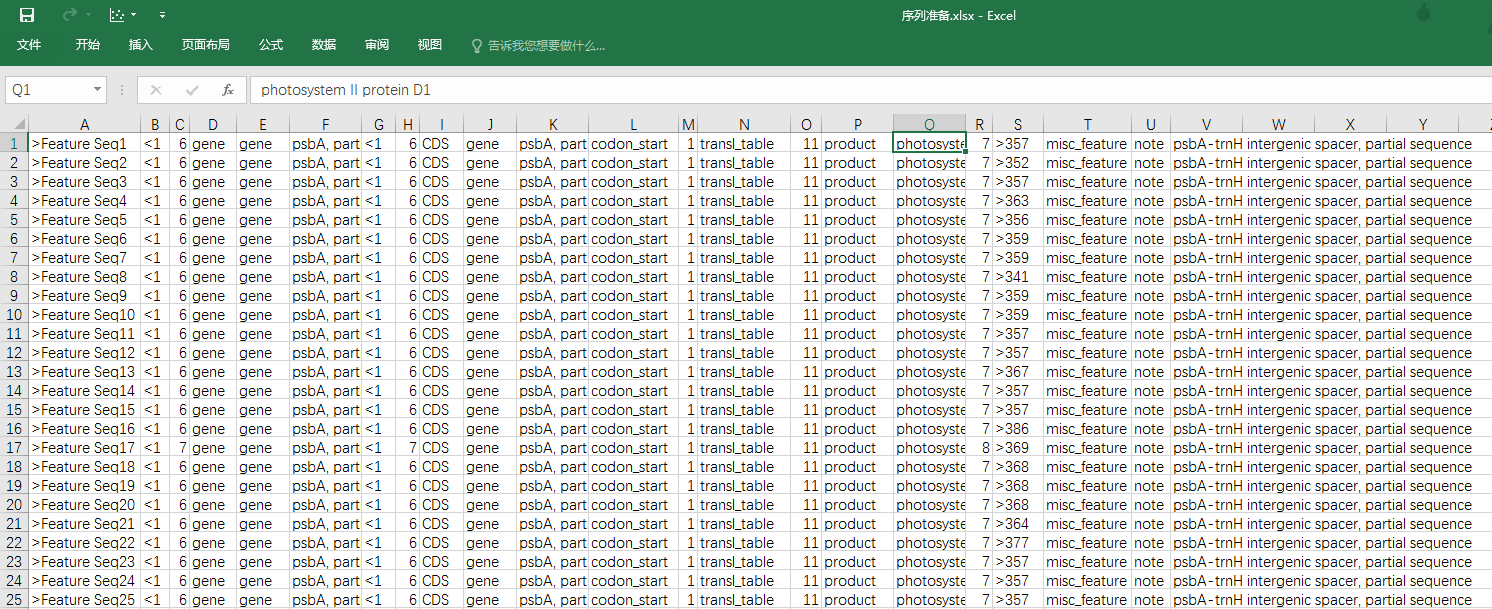 序列准备.xlsx - Excel
文件 开始 插入 页面布局 公式 数据 审阅 视图 告诉我您想要做什么...
Q1 fx photosystem II protein D1
A B C D E F G H I J K L M N O P Q R S T U V W X Y
1 >Feature Seq1 <1 6 gene gene psbA, part <1 6 CDS gene psbA, part codon_start 1 transl_table 11 product photosyste 7 >357 misc_feature note psbA-trnH intergenic spacer, partial sequence
2 >Feature Seq2 <1 6 gene gene psbA, part <1 6 CDS gene psbA, part codon_start 1 transl_table 11 product photosyste 7 >352 misc_feature note psbA-trnH intergenic spacer, partial sequence
3 >Feature Seq3 <1 6 gene gene psbA, part <1 6 CDS gene psbA, part codon_start 1 transl_table 11 product photosyste 7 >357 misc_feature note psbA-trnH intergenic spacer, partial sequence
4 >Feature Seq4 <1 6 gene gene psbA, part <1 6 CDS gene psbA, part codon_start 1 transl_table 11 product photosyste 7 >363 misc_feature note psbA-trnH intergenic spacer, partial sequence
5 >Feature Seq5 <1 6 gene gene psbA, part <1 6 CDS gene psbA, part codon_start 1 transl_table 11 product photosyste 7 >356 misc_feature note psbA-trnH intergenic spacer, partial sequence
6 >Feature Seq6 <1 6 gene gene psbA, part <1 6 CDS gene psbA, part codon_start 1 transl_table 11 product photosyste 7 >359 misc_feature note psbA-trnH intergenic spacer, partial sequence
7 >Feature Seq7 <1 6 gene gene psbA, part <1 6 CDS gene psbA, part codon_start 1 transl_table 11 product photosyste 7 >359 misc_feature note psbA-trnH intergenic spacer, partial sequence
8 >Feature Seq8 <1 6 gene gene psbA, part <1 6 CDS gene psbA, part codon_start 1 transl_table 11 product photosyste 7 >341 misc_feature note psbA-trnH intergenic spacer, partial sequence
9 >Feature Seq9 <1 6 gene gene psbA, part <1 6 CDS gene psbA, part codon_start 1 transl_table 11 product photosyste 7 >359 misc_feature note psbA-trnH intergenic spacer, partial sequence
10 >Feature Seq10 <1 6 gene gene psbA, part <1 6 CDS gene psbA, part codon_start 1 transl_table 11 product photosyste 7 >359 misc_feature note psbA-trnH intergenic spacer, partial sequence
11 >Feature Seq11 <1 6 gene gene psbA, part <1 6 CDS gene psbA, part codon_start 1 transl_table 11 product photosyste 7 >357 misc_feature note psbA-trnH intergenic spacer, partial sequence
12 >Feature Seq12 <1 6 gene gene psbA, part <1 6 CDS gene psbA, part codon_start 1 transl_table 11 product photosyste 7 >357 misc_feature note psbA-trnH intergenic spacer, partial sequence
13 >Feature Seq13 <1 6 gene gene psbA, part <1 6 CDS gene psbA, part codon_start 1 transl_table 11 product photosyste 7 >367 misc_feature note psbA-trnH intergenic spacer, partial sequence
14 >Feature Seq14 <1 6 gene gene psbA, part <1 6 CDS gene psbA, part codon_start 1 transl_table 11 product photosyste 7 >357 misc_feature note psbA-trnH intergenic spacer, partial sequence
15 >Feature Seq15 <1 6 gene gene psbA, part <1 6 CDS gene psbA, part codon_start 1 transl_table 11 product photosyste 7 >357 misc_feature note psbA-trnH intergenic spacer, partial sequence
16 >Feature Seq16 <1 6 gene gene psbA, part <1 6 CDS gene psbA, part codon_start 1 transl_table 11 product photosyste 7 >386 misc_feature note psbA-trnH intergenic spacer, partial sequence
17 >Feature Seq17 <1 7 gene gene psbA, part <1 7 CDS gene psbA, part codon_start 1 transl_table 11 product photosyste 8 >369 misc_feature note psbA-trnH intergenic spacer, partial sequence
18 >Feature Seq18 <1 6 gene gene psbA, part <1 6 CDS gene psbA, part codon_start 1 transl_table 11 product photosyste 7 >368 misc_feature note psbA-trnH intergenic spacer, partial sequence
19 >Feature Seq19 <1 6 gene gene psbA, part <1 6 CDS gene psbA, part codon_start 1 transl_table 11 product photosyste 7 >368 misc_feature note psbA-trnH intergenic spacer, partial sequence
20 >Feature Seq20 <1 6 gene gene psbA, part <1 6 CDS gene psbA, part codon_start 1 transl_table 11 product photosyste 7 >368 misc_feature note psbA-trnH intergenic spacer, partial sequence
21 >Feature Seq21 <1 6 gene gene psbA, part <1 6 CDS gene psbA, part codon_start 1 transl_table 11 product photosyste 7 >364 misc_feature note psbA-trnH intergenic spacer, partial sequence
22 >Feature Seq22 <1 6 gene gene psbA, part <1 6 CDS gene psbA, part codon_start 1 transl_table 11 product photosyste 7 >377 misc_feature note psbA-trnH intergenic spacer, partial sequence
23 >Feature Seq23 <1 6 gene gene psbA, part <1 6 CDS gene psbA, part codon_start 1 transl_table 11 product photosyste 7 >357 misc_feature note psbA-trnH intergenic spacer, partial sequence
24 >Feature Seq24 <1 6 gene gene psbA, part <1 6 CDS gene psbA, part codon_start 1 transl_table 11 product photosyste 7 >357 misc_feature note psbA-trnH intergenic spacer, partial sequence
25 >Feature Seq25 <1 6 gene gene psbA, part <1 6 CDS gene psbA, part codon_start 1 transl_table 11 product photosyste 7 >357 misc_feature note psbA-trnH intergenic spacer, partial sequence